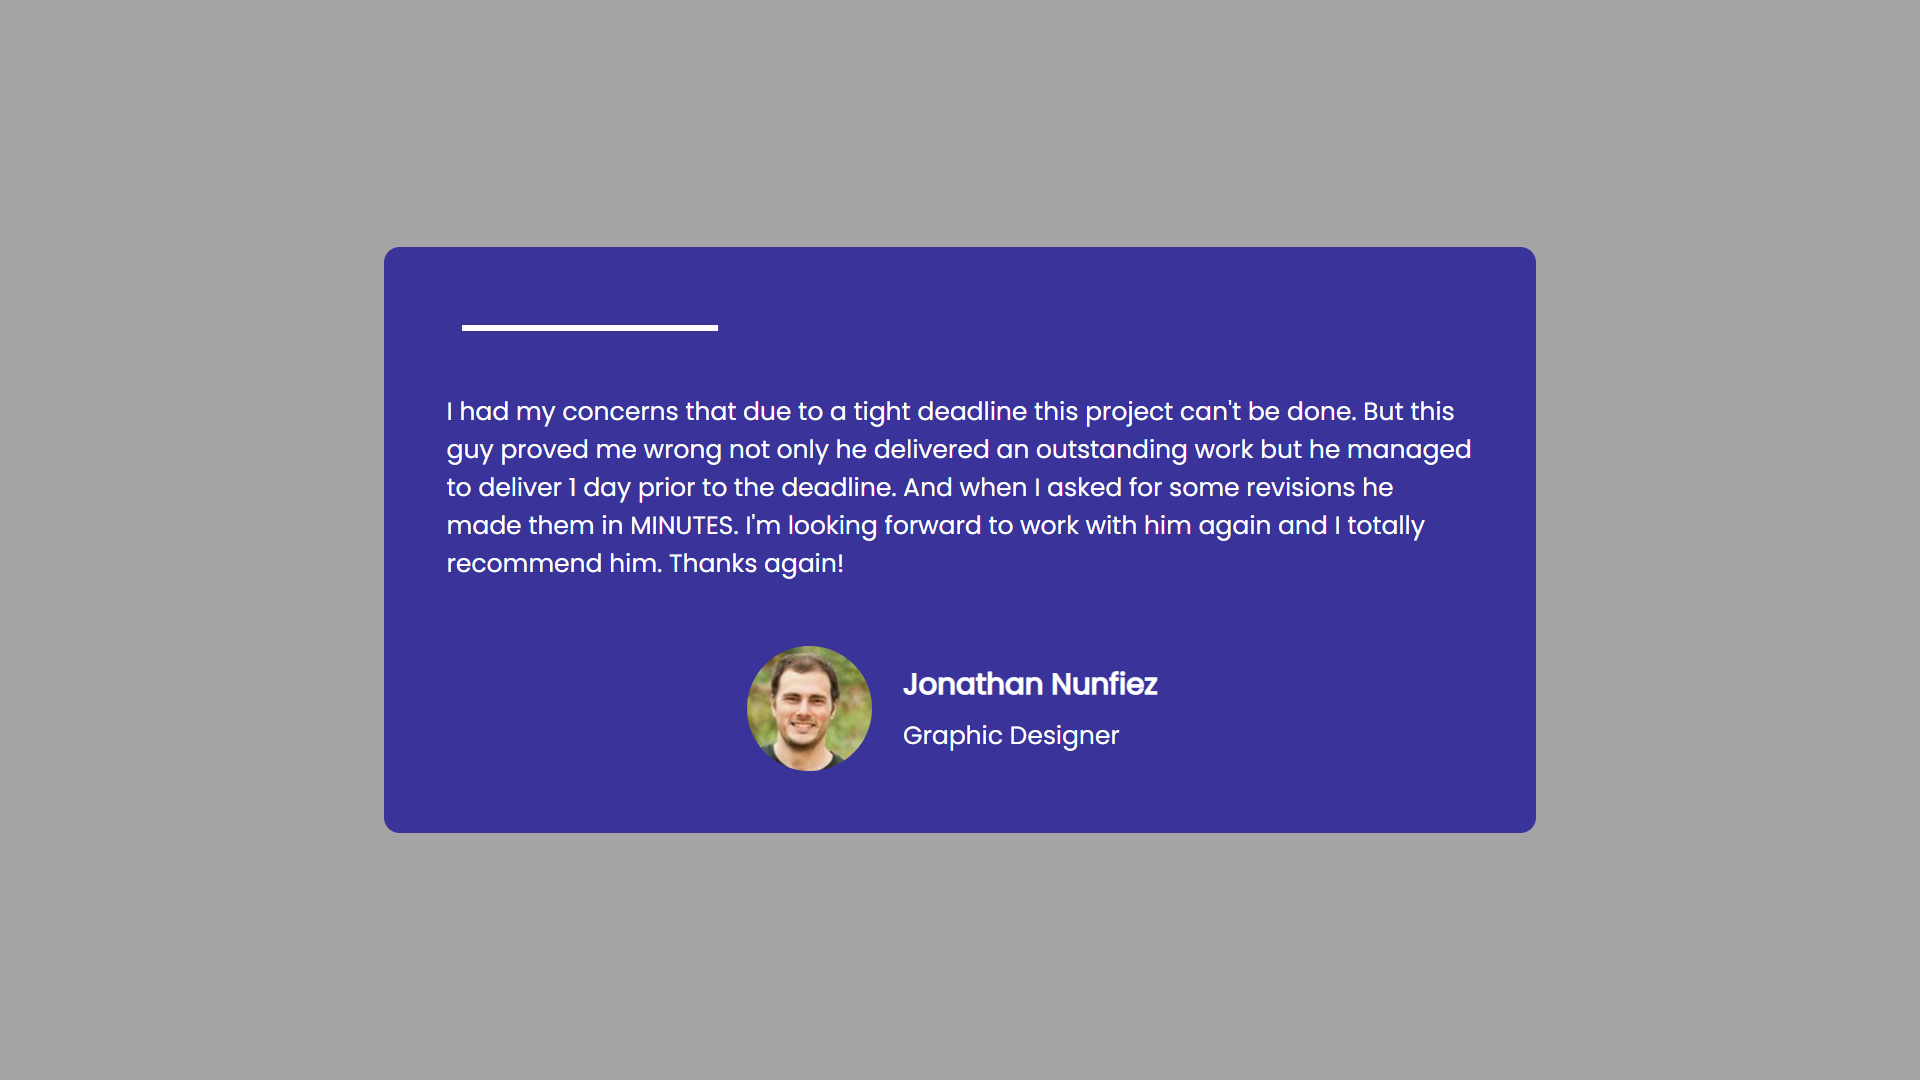 I had my concerns that due to a tight deadline this project can't be done. But this
guy proved me wrong not only he delivered an outstanding work but he managed
to deliver 1 day prior to the deadline. And when I asked for some revisions he
made them in MINUTES. I'm looking forward to work with him again and I totally
recommend him. Thanks again!
Jonathan Nunfiez
Graphic Designer